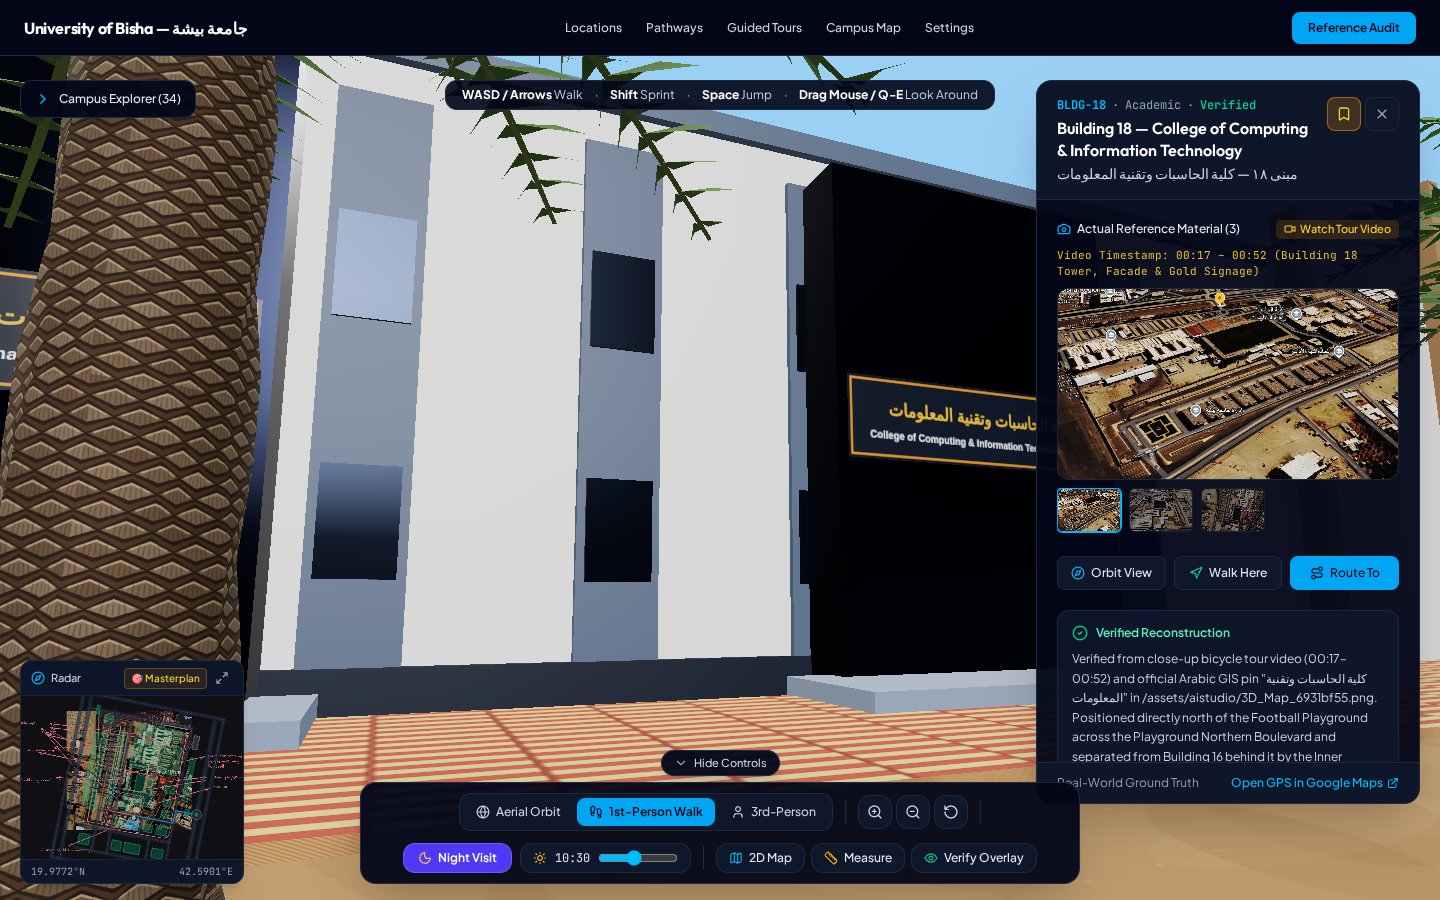 University of Bisha — جامعة بيشة
Locations
Pathways
Guided Tours
Campus Map
Settings
Reference Audit
Campus Explorer (34)
WASD / Arrows Walk · Shift Sprint · Space Jump · Drag Mouse / Q-E Look Around
BLDG-18 · Academic · Verified
Building 18 — College of Computing
& Information Technology
مبنى ١٨ — كلية الحاسبات وتقنية المعلومات
Actual Reference Material (3)
Watch Tour Video
Video Timestamp: 00:17 – 00:52 (Building 18
Tower, Facade & Gold Signage)
الحاسبات وتقنية المعلومات
College of Computing & Information
Orbit View
Walk Here
Route To
Verified Reconstruction
Verified from close-up bicycle tour video (00:17–
00:52) and official Arabic GIS pin "كلية الحاسبات وتقنية
المعلومات" in /assets/aistudio/3D_Map_6931bf55.png.
Positioned directly north of the Football Playground
across the Playground Northern Boulevard and
separated from Building 16 behind it by the Inner
Real-World Ground Truth
Open GPS in Google Maps
Radar
Masterplan
19.9772°N
42.5901°E
Hide Controls
Aerial Orbit
1st-Person Walk
3rd-Person
Night Visit
10:30
2D Map
Measure
Verify Overlay